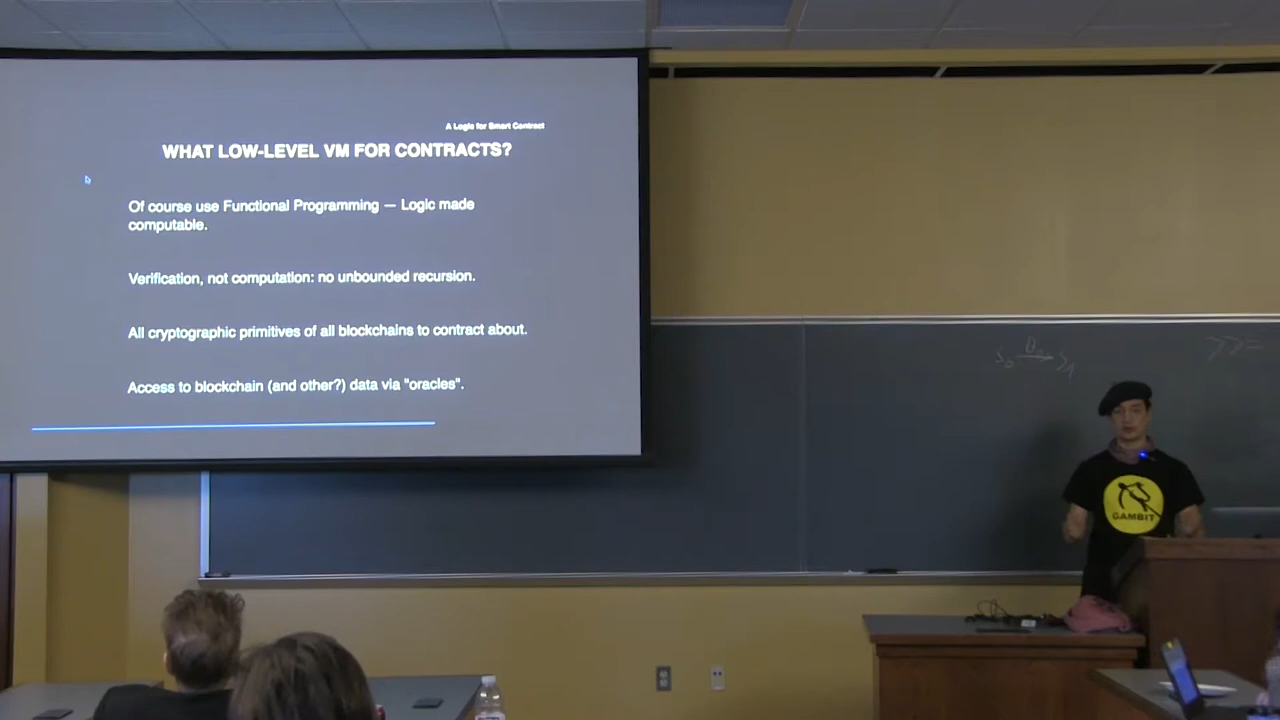 A Logic for Smart Contract
WHAT LOW-LEVEL VM FOR CONTRACTS?
Of course use Functional Programming — Logic made
computable.
Verification, not computation: no unbounded recursion.
All cryptographic primitives of all blockchains to contract about.
Access to blockchain (and other?) data via "oracles".
>>=
GAMBIT